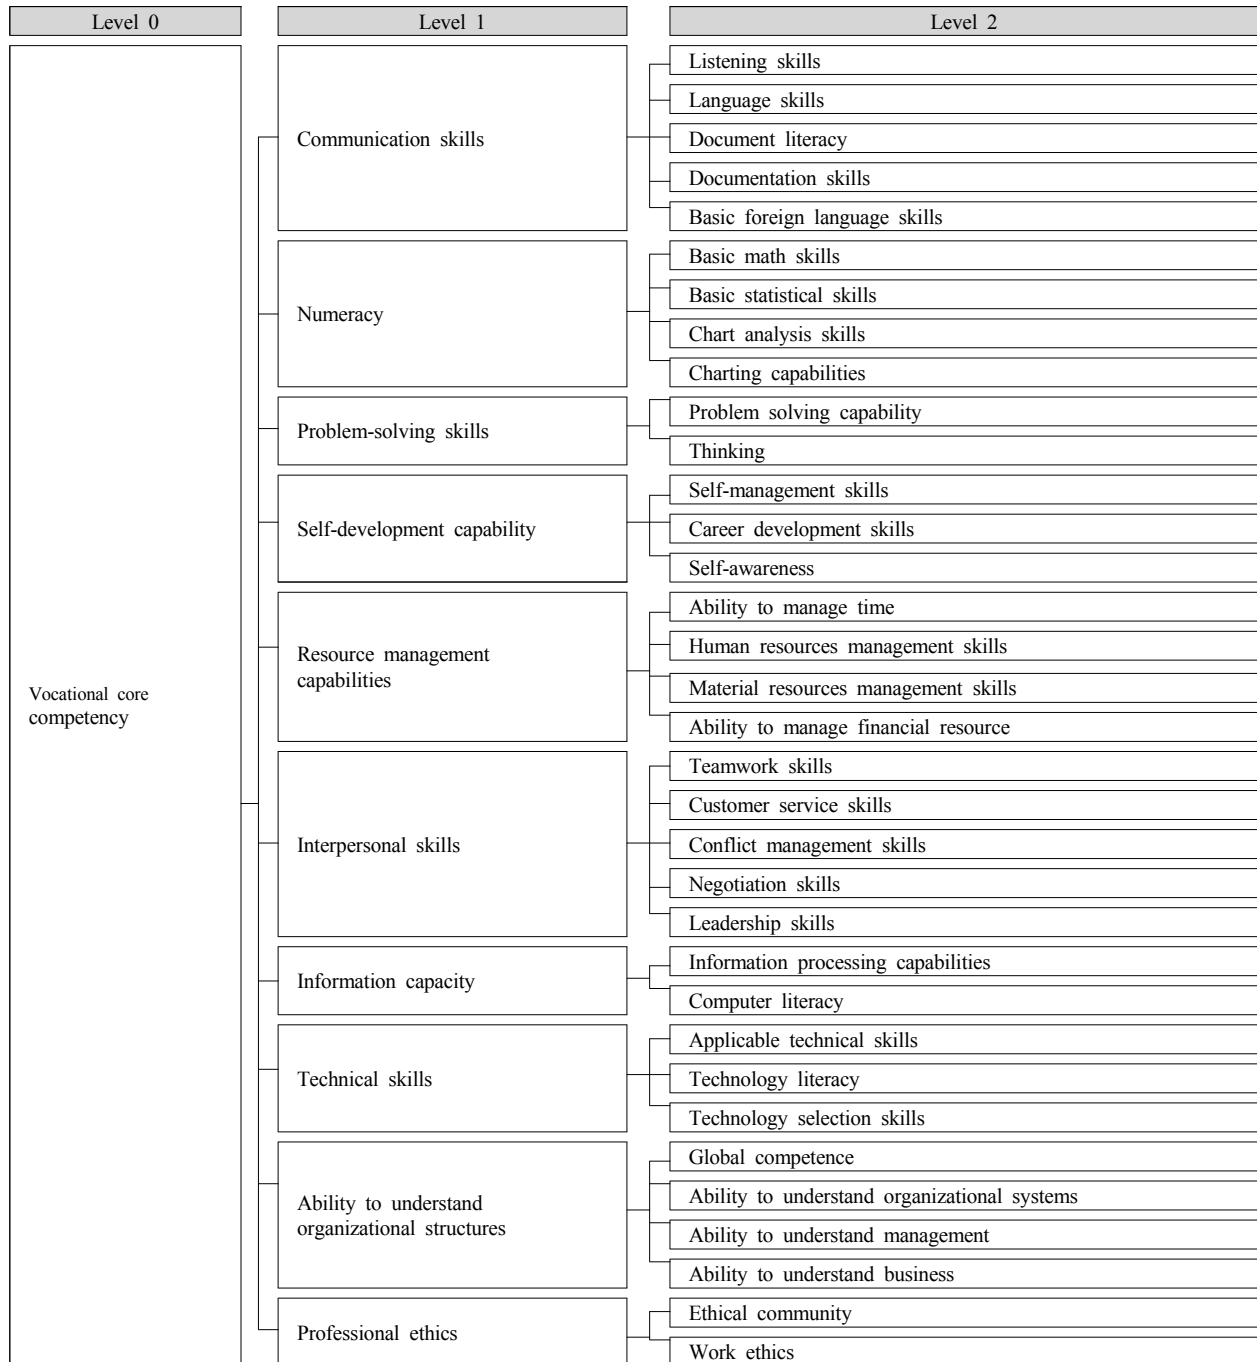 Level 0
Level 1
Level 2
Vocational core
competency
Communication skills
Listening skills
Language skills
Document literacy
Documentation skills
Basic foreign language skills
Numeracy
Basic math skills
Basic statistical skills
Chart analysis skills
Charting capabilities
Problem-solving skills
Problem solving capability
Thinking
Self-development capability
Self-management skills
Career development skills
Self-awareness
Resource management
capabilities
Ability to manage time
Human resources management skills
Material resources management skills
Ability to manage financial resource
Interpersonal skills
Teamwork skills
Customer service skills
Conflict management skills
Negotiation skills
Leadership skills
Information capacity
Information processing capabilities
Computer literacy
Technical skills
Applicable technical skills
Technology literacy
Technology selection skills
Ability to understand
organizational structures
Global competence
Ability to understand organizational systems
Ability to understand management
Ability to understand business
Professional ethics
Ethical community
Work ethics